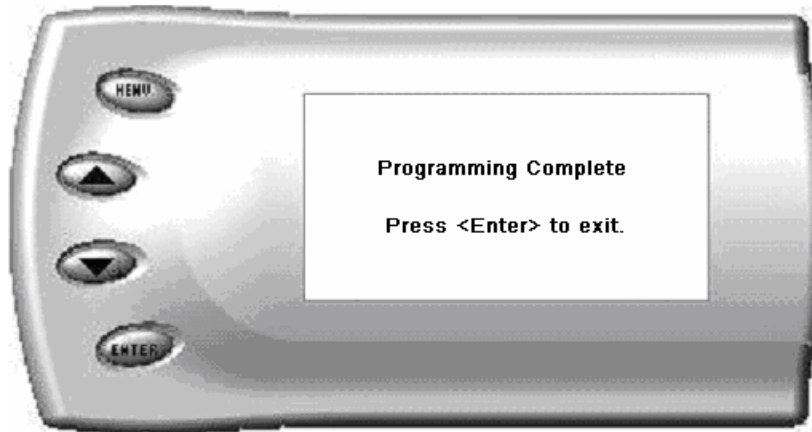 MENU
Programming Complete
Press <Enter> to exit.
ENTER